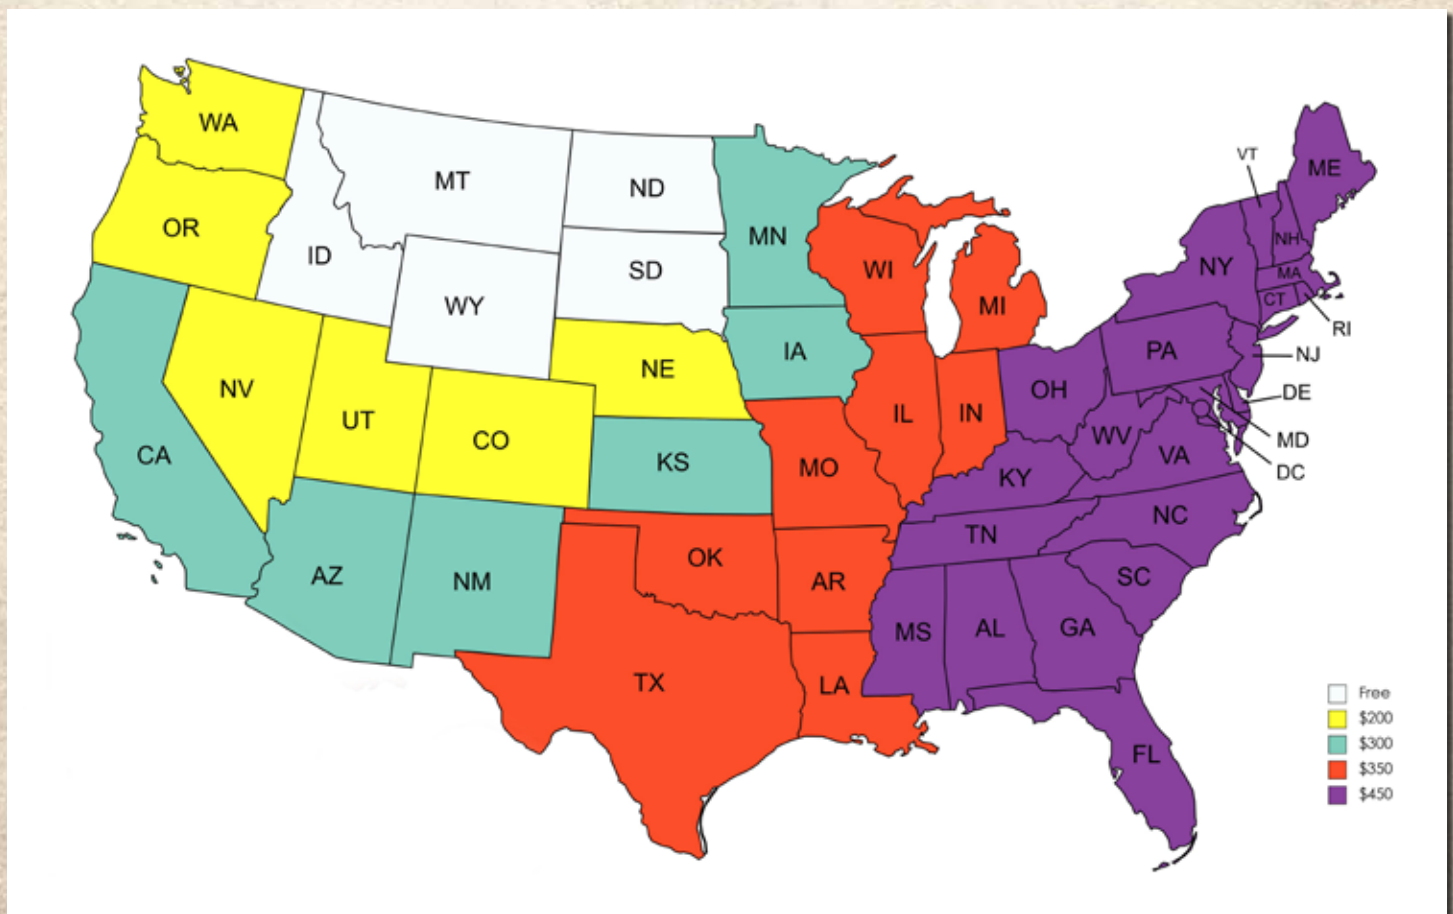 WA
MT
ND
MN
VT
ME
OR
ID
SD
WI
NH
NY
MA
WY
MI
CT
RI
IA
PA
NJ
NE
NV
OH
DE
UT
CO
IL
IN
WV
MD
CA
KS
MO
VA
DC
KY
NC
TN
OK
AZ
NM
AR
SC
MS
AL
GA
TX
LA
FL
Free
$200
$300
$350
$450